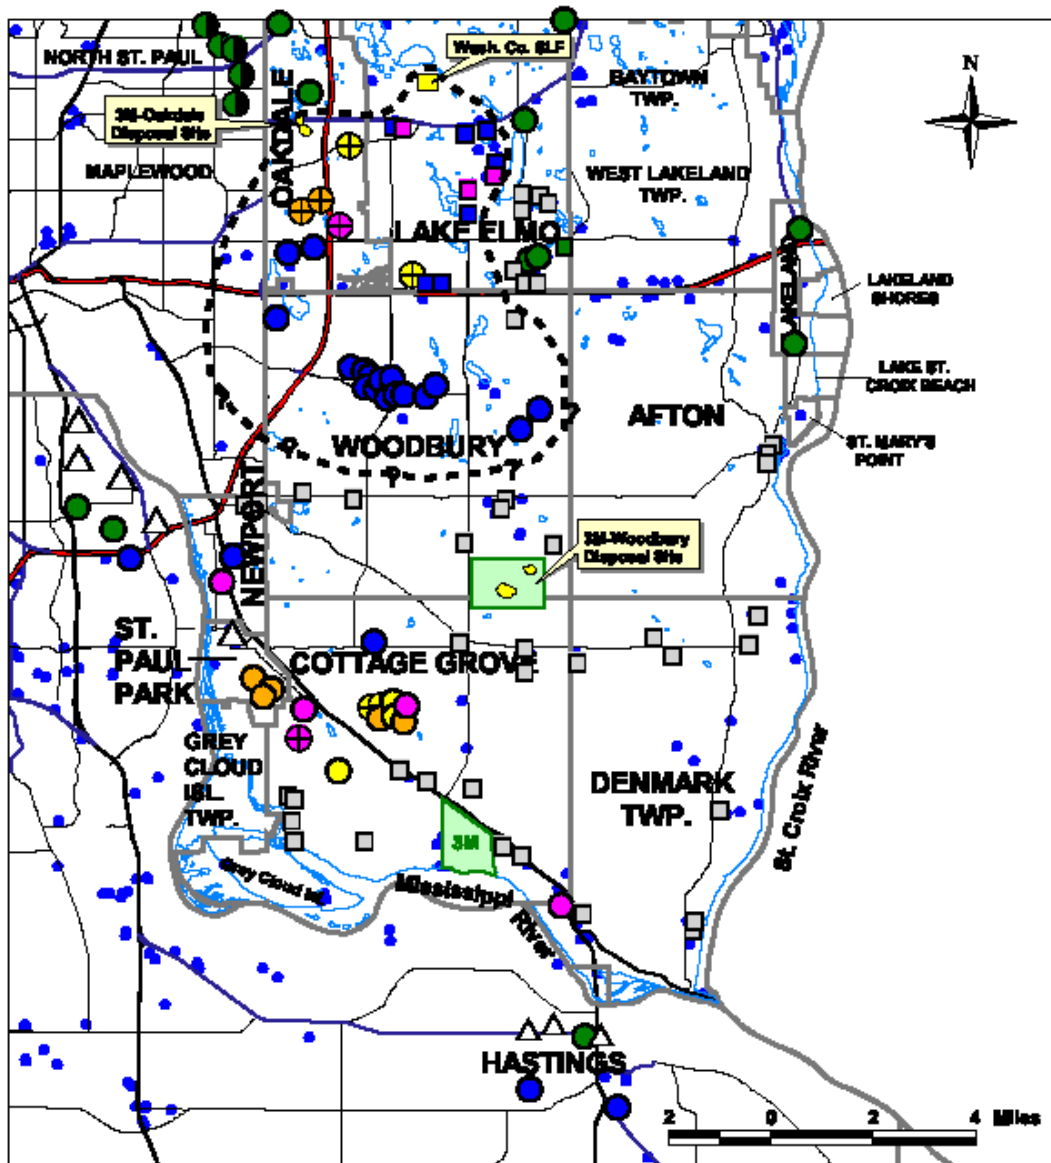 Wash. Co. SLF
NORTH ST. PAUL
BAYTOWN
TWP.
N
OAKDALE
3M-Oakdale
Disposal Site
MAPLEWOOD
WEST LAKELAND
TWP.
LAKE ELMO
LAKELAND
LAKELAND
SHORES
LAKE ST.
CROIX BEACH
AFTON
WOODBURY
ST. MARY'S
POINT
?
?
?
?
NEWPORT
3M-Woodbury
Disposal Site
ST.
PAUL
PARK
COTTAGE GROVE
GREY
CLOUD
ISL.
TWP.
DENMARK
TWP.
St. Croix River
3M
Grey Cloud Isl.
Mississippi
River
HASTINGS
2 0 2 4 Miles